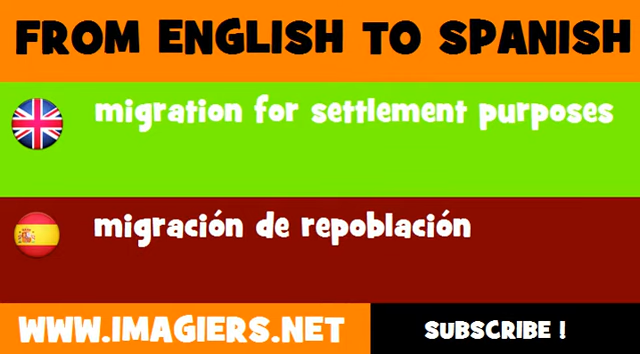 FROM ENGLISH TO SPANISH
migration for settlement purposes
migración de repoblación
WWW.IMAGIERS.NET
SUBSCRIBE !